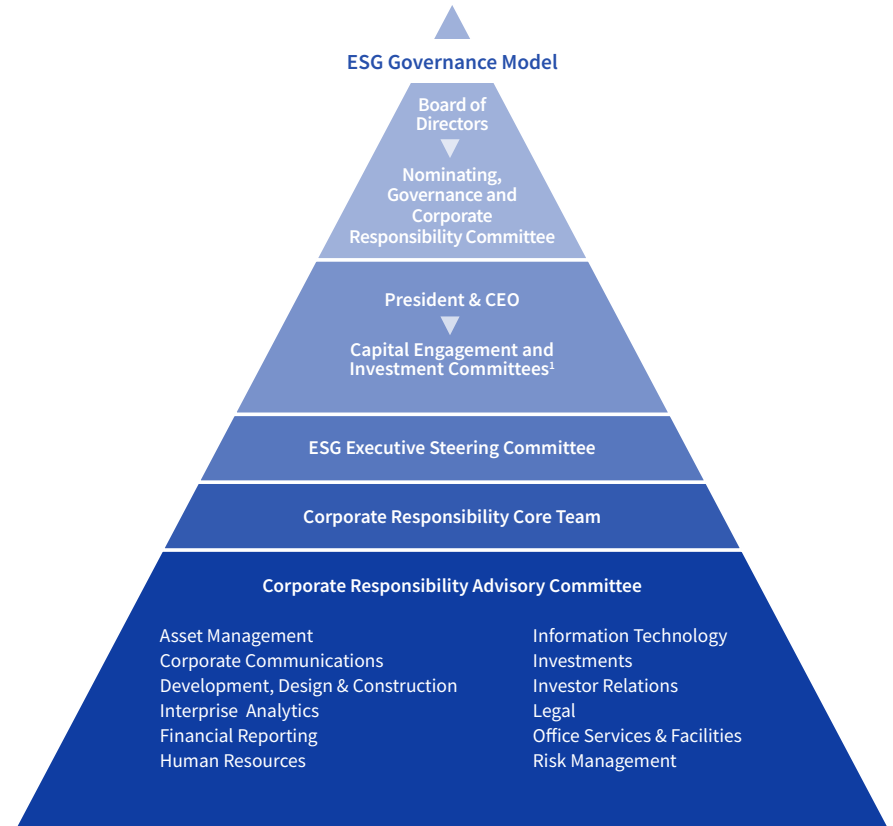 ESG Governance Model
Board of
Directors
Nominating,
Governance and
Corporate
Responsibility Committee
President & CEO
Capital Engagement and
Investment Committees¹
ESG Executive Steering Committee
Corporate Responsibility Core Team
Corporate Responsibility Advisory Committee
Asset Management
Corporate Communications
Development, Design & Construction
Interprise  Analytics
Financial Reporting
Human Resources
Information Technology
Investments
Investor Relations
Legal
Office Services & Facilities
Risk Management